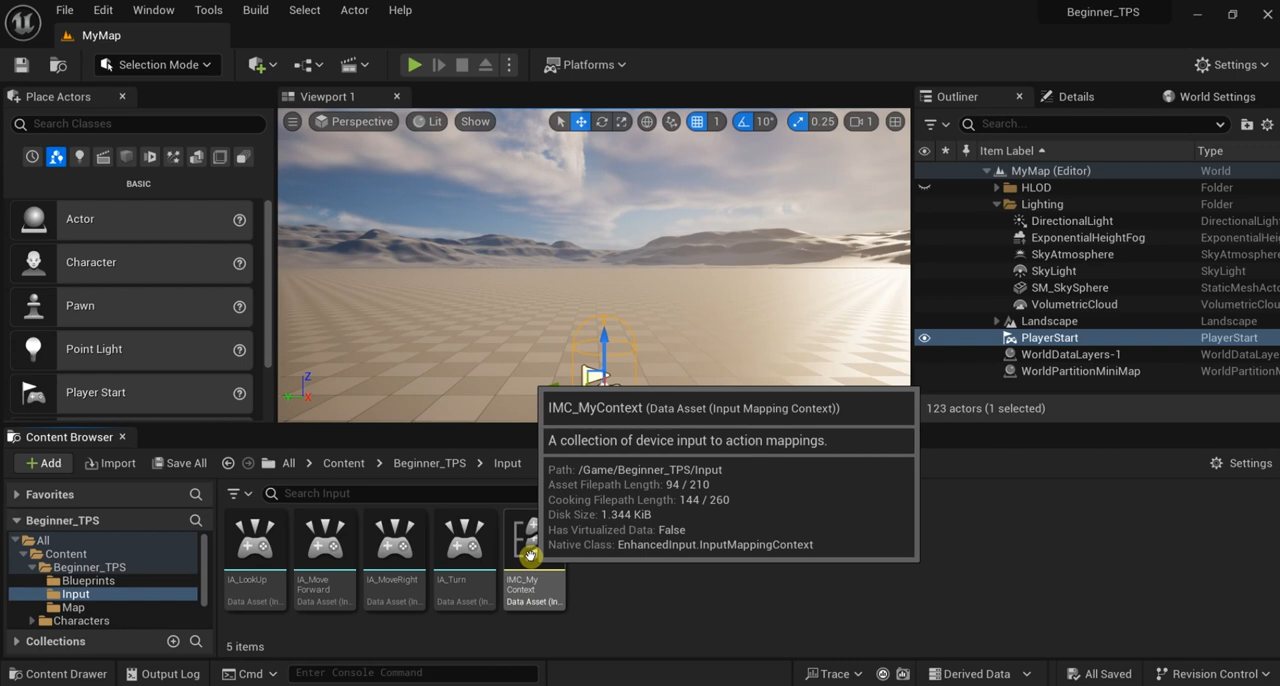 File Edit Window Tools Build Select Actor Help
Beginner_TPS
MyMap
Selection Mode
Platforms
Settings
Place Actors
Viewport 1
Outliner
Details
World Settings
Search Classes
Perspective
Lit
Show
1
10°
0.25
1
Search...
Item Label
Type
BASIC
Actor
Character
Pawn
Point Light
Player Start
MyMap (Editor) World
HLOD Folder
Lighting Folder
DirectionalLight DirectionalLigh
ExponentialHeightFog ExponentialHei
SkyAtmosphere SkyAtmosphere
SkyLight SkyLight
SM_SkySphere StaticMeshActo
VolumetricCloud VolumetricClou
Landscape Landscape
PlayerStart PlayerStart
WorldDataLayers-1 WorldDataLaye
WorldPartitionMiniMap WorldPartitionM
123 actors (1 selected)
Z
IMC_MyContext (Data Asset (Input Mapping Context))
A collection of device input to action mappings.
Path: /Game/Beginner_TPS/Input
Asset Filepath Length: 94 / 210
Cooking Filepath Length: 144 / 260
Disk Size: 1.344 KiB
Has Virtualized Data: False
Native Class: EnhancedInput.InputMappingContext
Content Browser
Add
Import
Save All
All > Content > Beginner_TPS > Input
Settings
Favorites
Beginner_TPS
All
Content
Beginner_TPS
Blueprints
Input
Map
Characters
Collections
Search Input
IA_LookUp
Data Asset (In...
IA_Move
Forward
Data Asset (In...
IA_MoveRight
Data Asset (In...
IA_Turn
Data Asset (In...
IMC_My
Context
Data Asset (In...
5 items
Content Drawer
Output Log
Cmd
Enter Console Command
Trace
Derived Data
All Saved
Revision Control